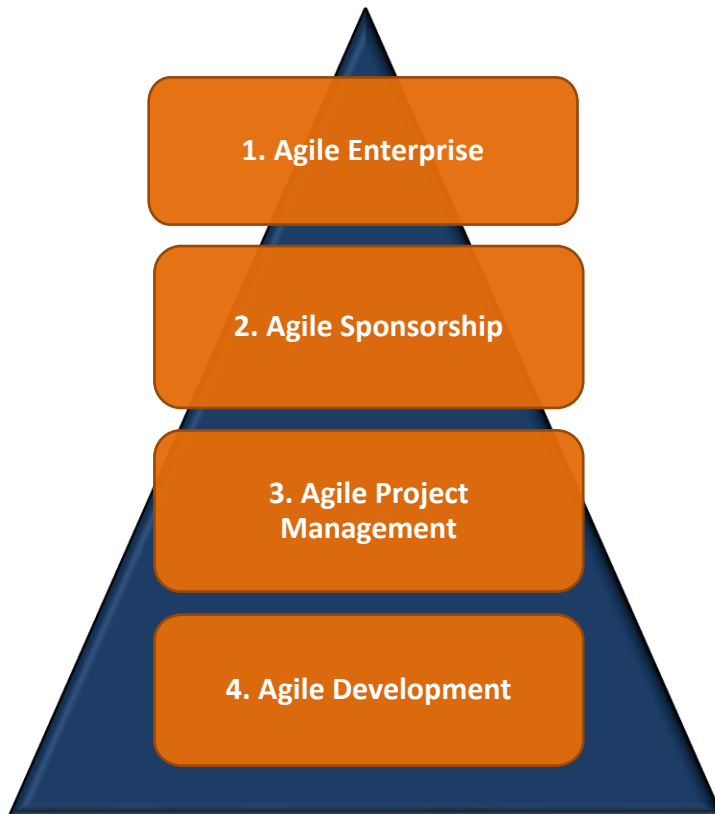 1. Agile Enterprise
2. Agile Sponsorship
3. Agile Project
Management
4. Agile Development